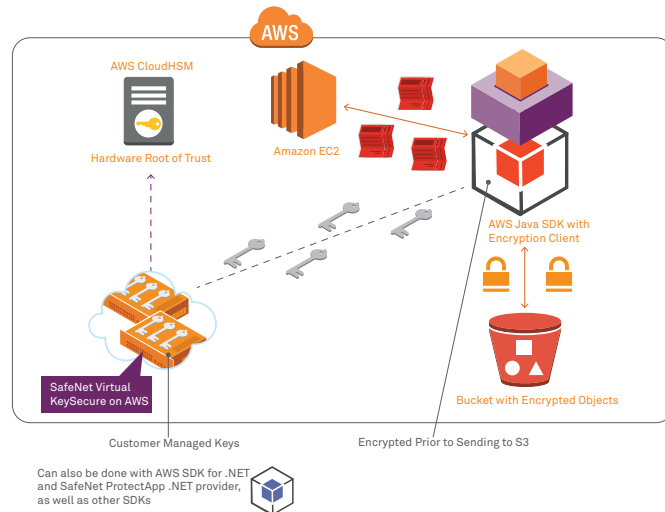 AWS
AWS CloudHSM
Hardware Root of Trust
Amazon EC2
AWS Java SDK with
Encryption Client
SafeNet Virtual
KeySecure on AWS
Bucket with Encrypted Objects
Customer Managed Keys
Encrypted Prior to Sending to S3
Can also be done with AWS SDK for .NET
and SafeNet ProtectApp .NET provider,
as well as other SDKs